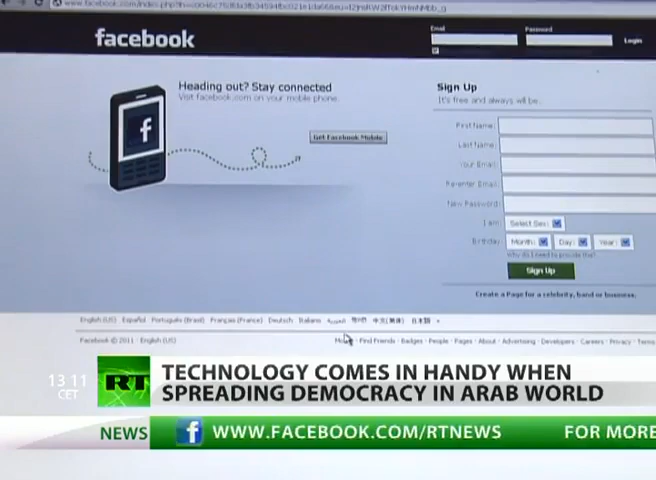 facebook
Email
Password
Login
Heading out? Stay connected
Visit facebook.com on your mobile phone.
Get Facebook Mobile
f
Sign Up
It's free and always will be.
First Name:
Last Name:
Your Email:
Reenter Email:
New Password:
I am: Select Sex:
Birthday: Month: Day: Year:
Why do I need to provide this?
Sign Up
Create a Page for a celebrity, band or business.
English (US) Español Português (Brasil) Français (France) Deutsch Italiano العربية हिन्दी 中文(简体) 日本語
Facebook © 2011 · English (US)
Find Friends · Badges · People · Pages · About · Advertising · Developers · Careers · Privacy · Terms
13 11
CET
RT
TECHNOLOGY COMES IN HANDY WHEN
SPREADING DEMOCRACY IN ARAB WORLD
NEWS f WWW.FACEBOOK.COM/RTNEWS FOR MORE